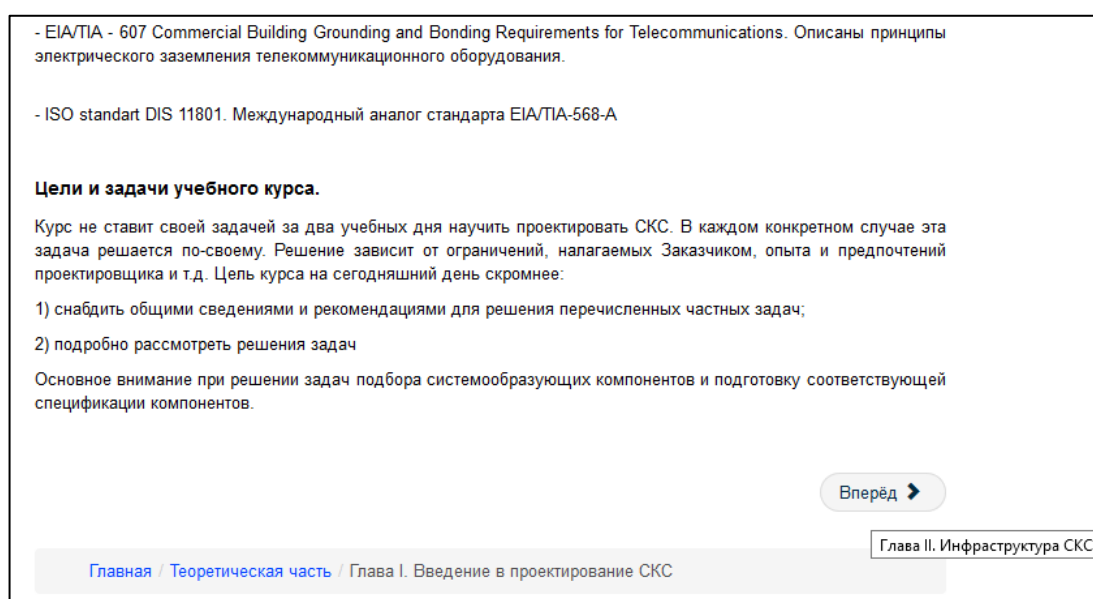 - EIA/TIA - 607 Commercial Building Grounding and Bonding Requirements for Telecommunications. Описаны принципы
электрического заземления телекоммуникационного оборудования.
- ISO standart DIS 11801. Международный аналог стандарта EIA/TIA-568-A
Цели и задачи учебного курса.
Курс не ставит своей задачей за два учебных дня научить проектировать СКС. В каждом конкретном случае эта
задача решается по-своему. Решение зависит от ограничений, налагаемых Заказчиком, опыта и предпочтений
проектировщика и т.д. Цель курса на сегодняшний день скромнее:
1) снабдить общими сведениями и рекомендациями для решения перечисленных частных задач;
2) подробно рассмотреть решения задач
Основное внимание при решении задач подбора системообразующих компонентов и подготовку соответствующей
спецификации компонентов.
Вперёд
Глава II. Инфраструктура СКС
Главная / Теоретическая часть / Глава I. Введение в проектирование СКС